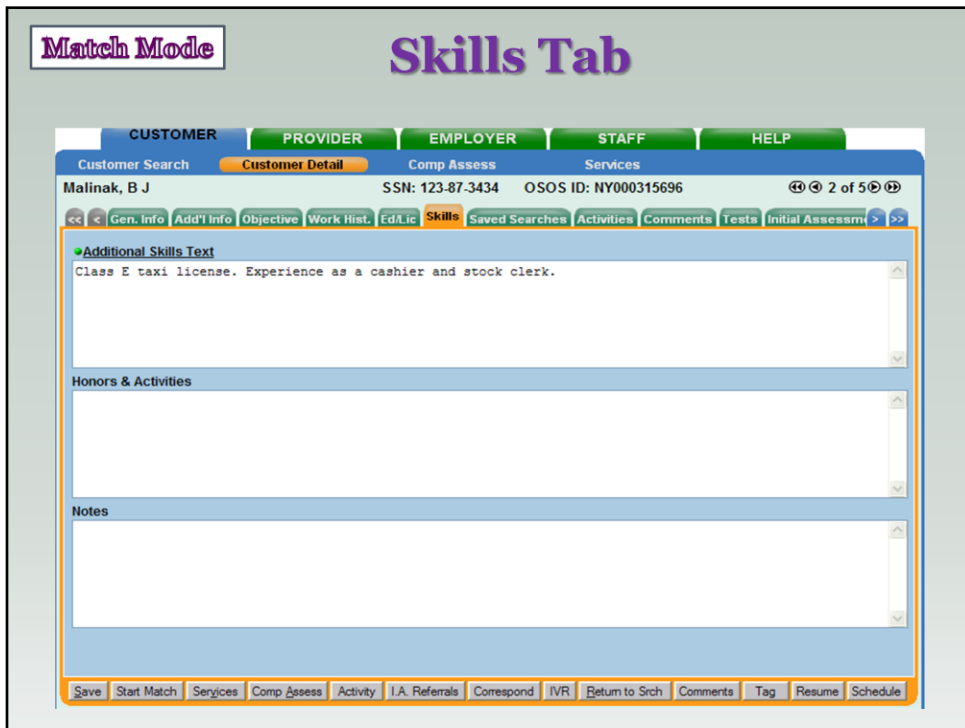 Match Mode
Skills Tab
CUSTOMER PROVIDER EMPLOYER STAFF HELP
Customer Search Customer Detail Comp Assess Services
Malinak, B J SSN: 123-87-3434 OSOS ID: NY000315696 2 of 5
<< < Gen. Info Add'l Info Objective Work Hist. Ed/Lic Skills Saved Searches Activities Comments Tests Initial Assessm > >>
Additional Skills Text
Class E taxi license. Experience as a cashier and stock clerk.
Honors & Activities
Notes
Save Start Match Services Comp Assess Activity I.A. Referrals Correspond IVR Return to Srch Comments Tag Resume Schedule